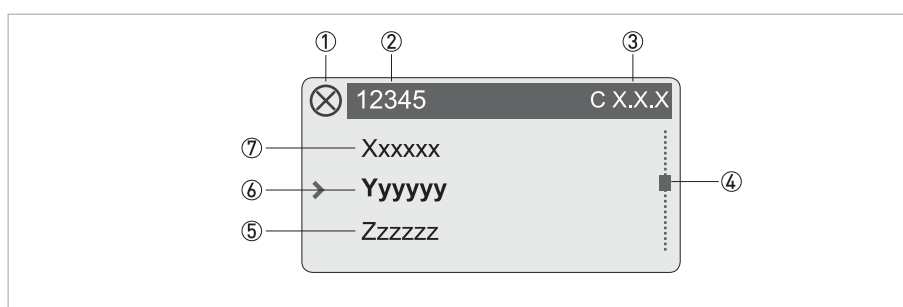 ① ② ③
12345 C X.X.X
⑦ Xxxxxx
⑥ Yyyyyy ④
⑤ Zzzzzz